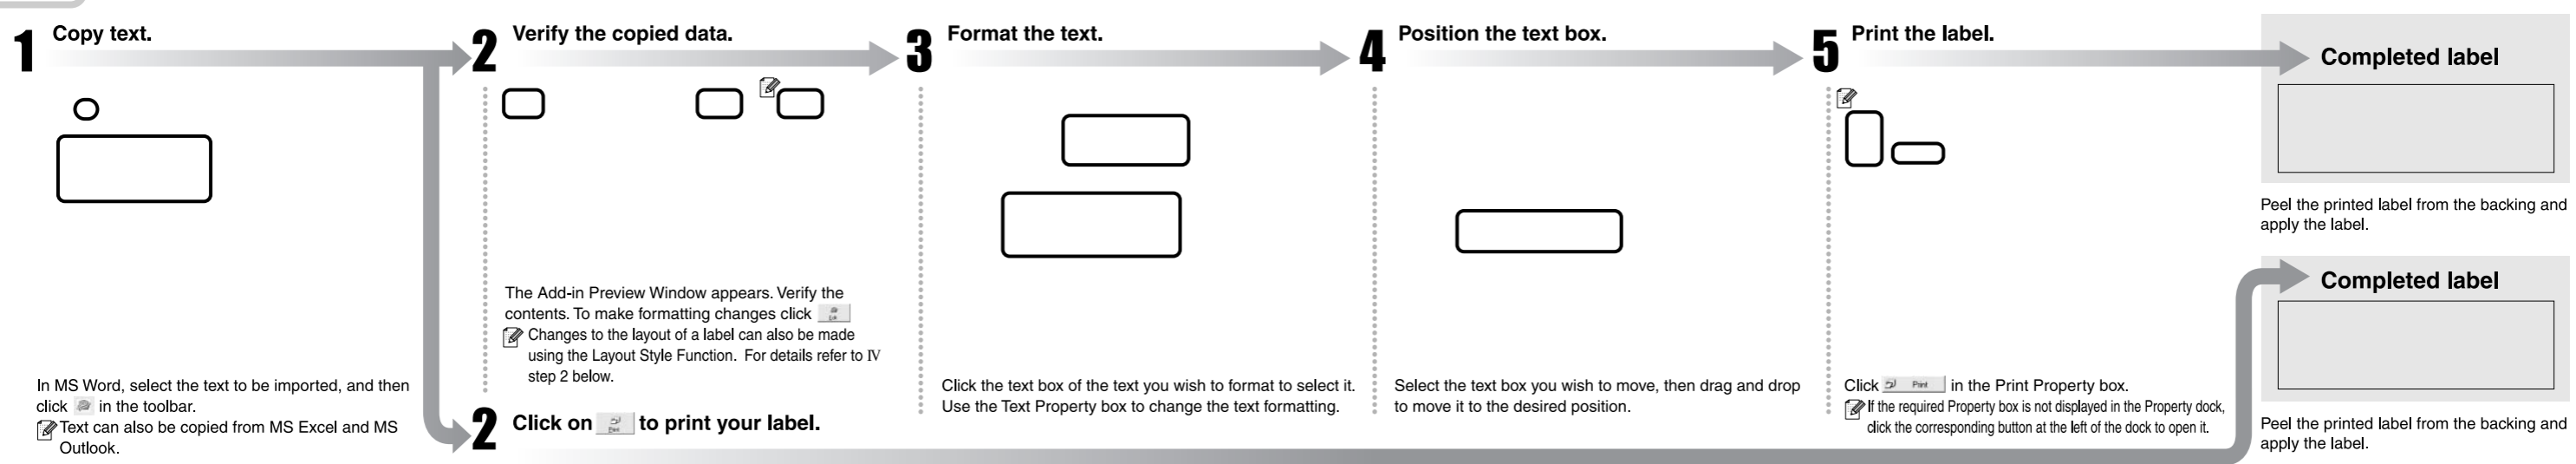 1 Copy text.
In MS Word, select the text to be imported, and then
click in the toolbar.
Text can also be copied from MS Excel and MS
Outlook.
2 Verify the copied data.
The Add-in Preview Window appears. Verify the
contents. To make formatting changes click Edit
Changes to the layout of a label can also be made
using the Layout Style Function. For details refer to IV
step 2 below.
2 Click on Print to print your label.
3 Format the text.
Click the text box of the text you wish to format to select it.
Use the Text Property box to change the text formatting.
4 Position the text box.
Select the text box you wish to move, then drag and drop
to move it to the desired position.
5 Print the label.
Click Print in the Print Property box.
If the required Property box is not displayed in the Property dock,
click the corresponding button at the left of the dock to open it.
Completed label
Peel the printed label from the backing and
apply the label.
Completed label
Peel the printed label from the backing and
apply the label.